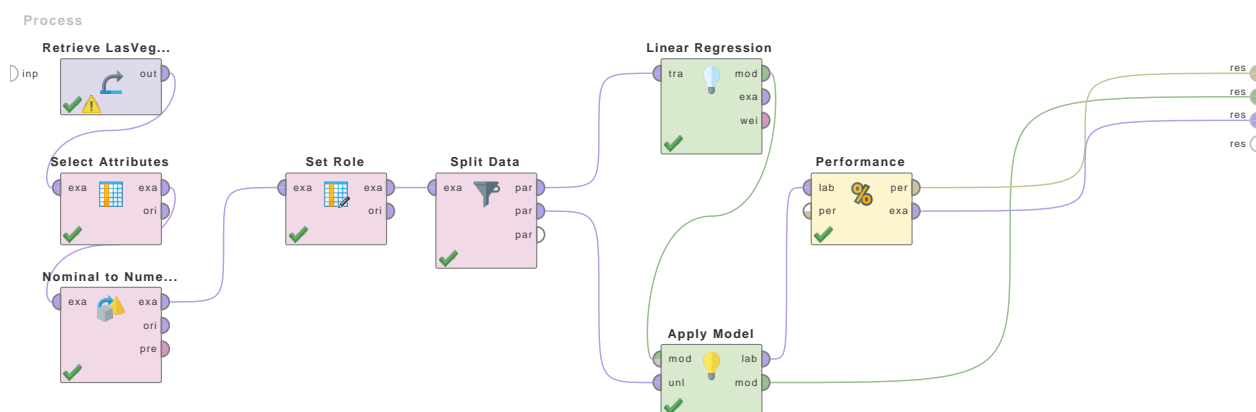 Process
Retrieve LasVeg...
inp
out
Select Attributes
exa exa
ori
Nominal to Nume...
exa exa
ori
pre
Set Role
exa exa
ori
Split Data
exa par
par
par
Linear Regression
tra mod
exa
wei
Apply Model
mod lab
unl mod
Performance
%
lab per
per exa
res
res
res
res